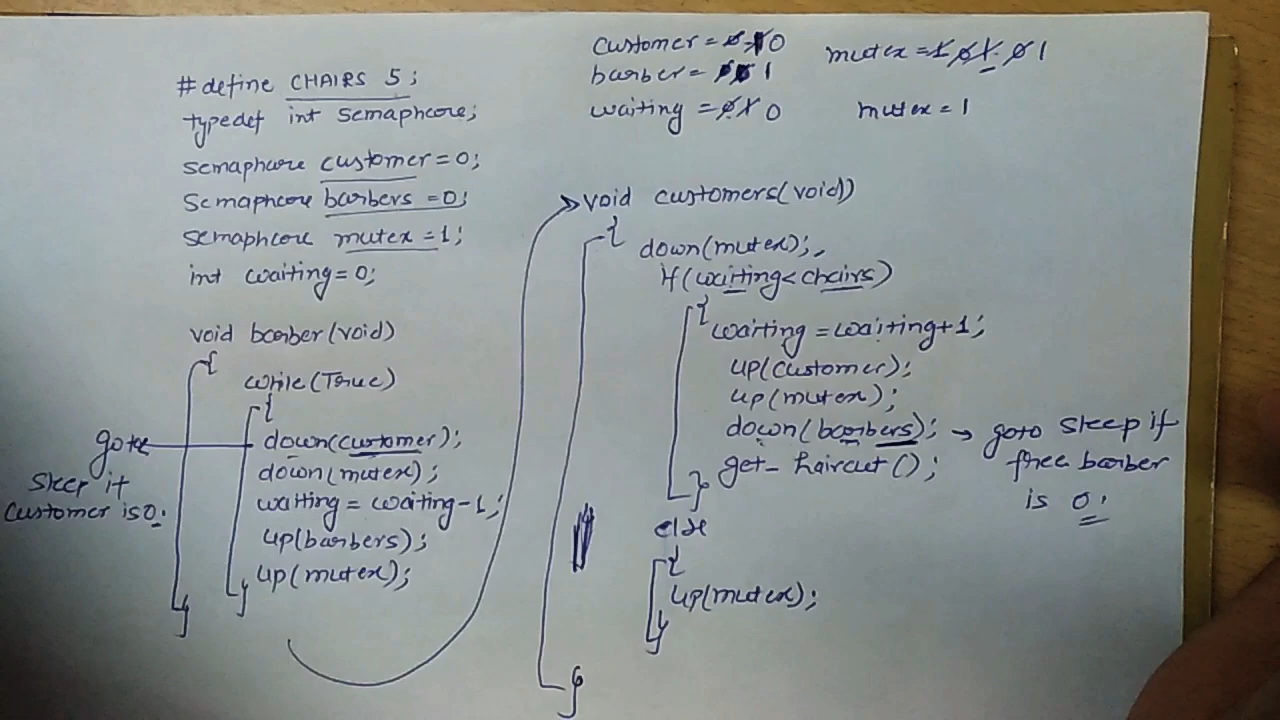 #define CHAIRS 5;
typedef int semaphore;
semaphore customer = 0;
Semaphore barbers = 0;
semaphore mutex = 1;
int waiting = 0;
void barber(void)
{
while(True)
{
down(customer);
down(mutex);
waiting = waiting-1;
up(barbers);
up(mutex);
}
}
goto
sleep if
customer is 0.
customer = 0 1 0
barber = 0 0 1
waiting = 0 1 0
mutex = 1 0 1 0 1
mutex = 1
void customers(void)
{
down(mutex);
if(waiting<chairs)
{
waiting = waiting+1;
up(customer);
up(mutex);
down(barbers); → goto sleep if
free barber
is 0.
get_haircut();
}
else
{
up(mutex);
}
}